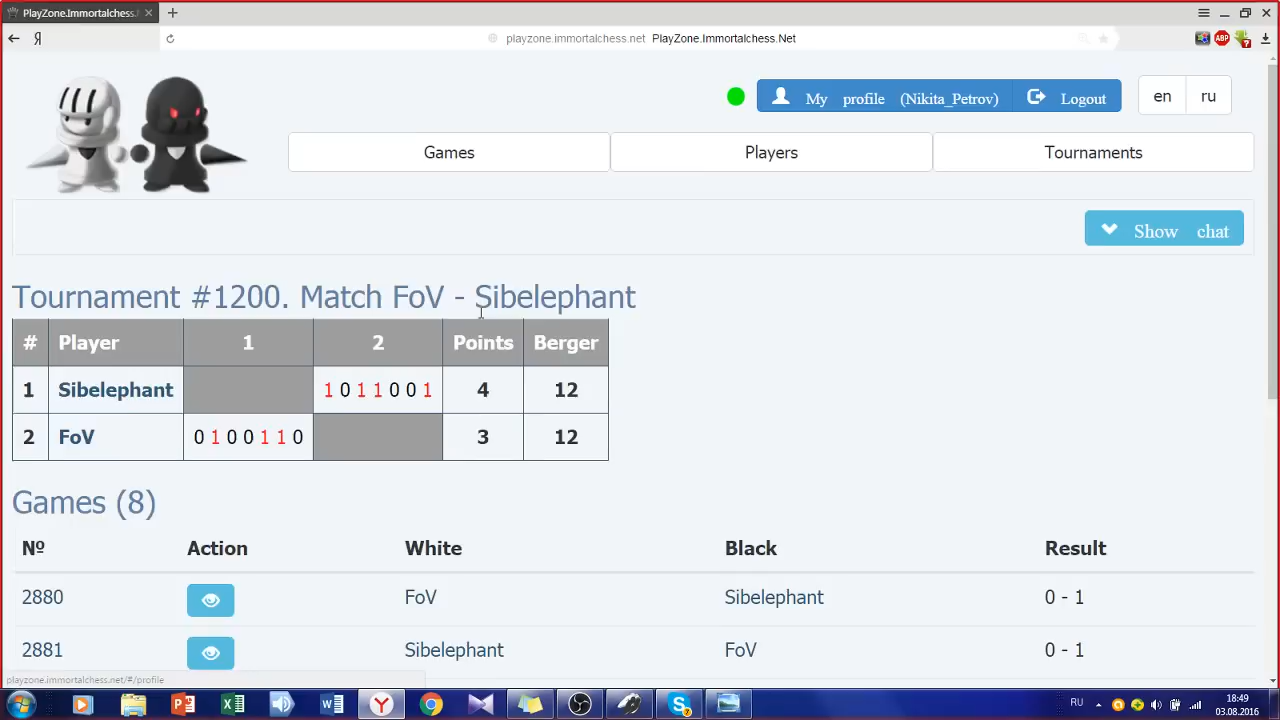 PlayZone.Immortalchess.
Я playzone.immortalchess.net PlayZone.Immortalchess.Net ABP 7
My profile (Nikita_Petrov) Logout en ru
Games Players Tournaments
Show chat
Tournament #1200. Match FoV - Sibelephant
# Player 1 2 Points Berger
1 Sibelephant 1 0 1 1 0 0 1 4 12
2 FoV 0 1 0 0 1 1 0 3 12
Games (8)
Nº Action White Black Result
2880 FoV Sibelephant 0 - 1
2881 Sibelephant FoV 0 - 1
playzone.immortalchess.net/#/profile
RU 18:49
03.08.2016